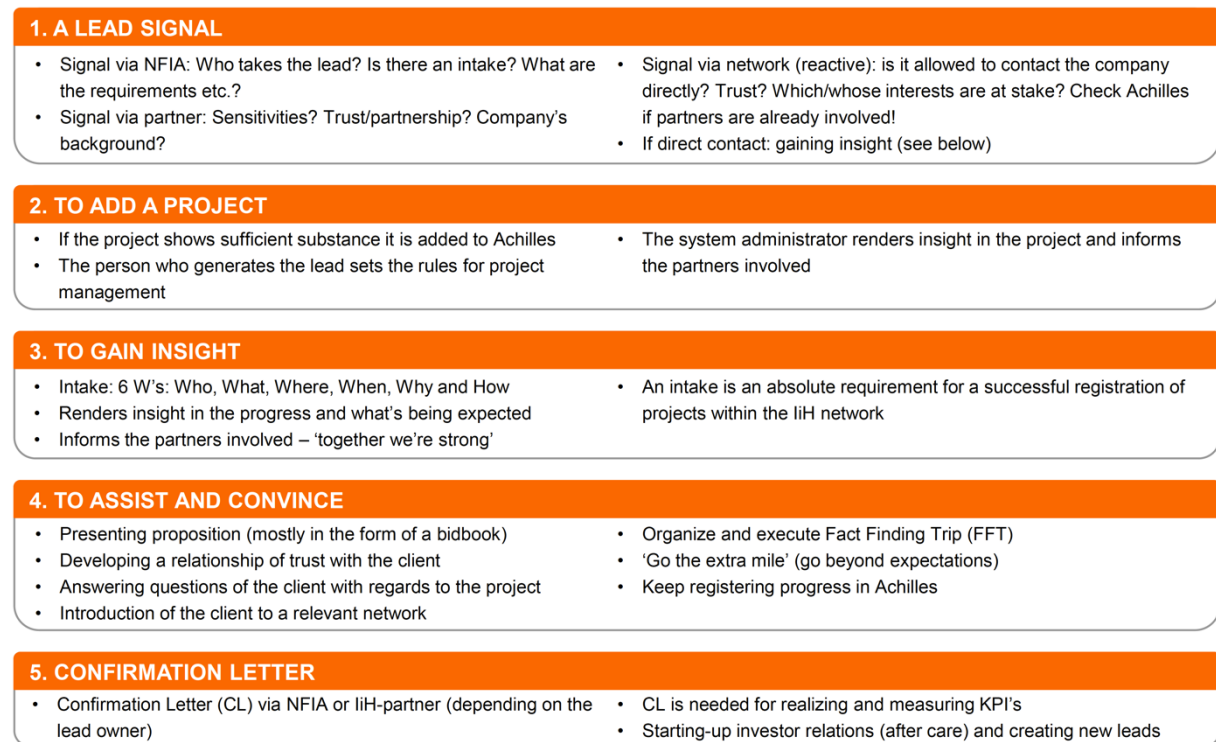 1. A LEAD SIGNAL
• Signal via NFIA: Who takes the lead? Is there an intake? What are
the requirements etc.?
• Signal via partner: Sensitivities? Trust/partnership? Company's
background?
• Signal via network (reactive): is it allowed to contact the company
directly? Trust? Which/whose interests are at stake? Check Achilles
if partners are already involved!
• If direct contact: gaining insight (see below)
2. TO ADD A PROJECT
• If the project shows sufficient substance it is added to Achilles
• The person who generates the lead sets the rules for project
management
• The system administrator renders insight in the project and informs
the partners involved
3. TO GAIN INSIGHT
• Intake: 6 W's: Who, What, Where, When, Why and How
• Renders insight in the progress and what's being expected
• Informs the partners involved – 'together we're strong'
• An intake is an absolute requirement for a successful registration of
projects within the IiH network
4. TO ASSIST AND CONVINCE
• Presenting proposition (mostly in the form of a bidbook)
• Developing a relationship of trust with the client
• Answering questions of the client with regards to the project
• Introduction of the client to a relevant network
• Organize and execute Fact Finding Trip (FFT)
• 'Go the extra mile' (go beyond expectations)
• Keep registering progress in Achilles
5. CONFIRMATION LETTER
• Confirmation Letter (CL) via NFIA or IiH-partner (depending on the
lead owner)
• CL is needed for realizing and measuring KPI's
• Starting-up investor relations (after care) and creating new leads